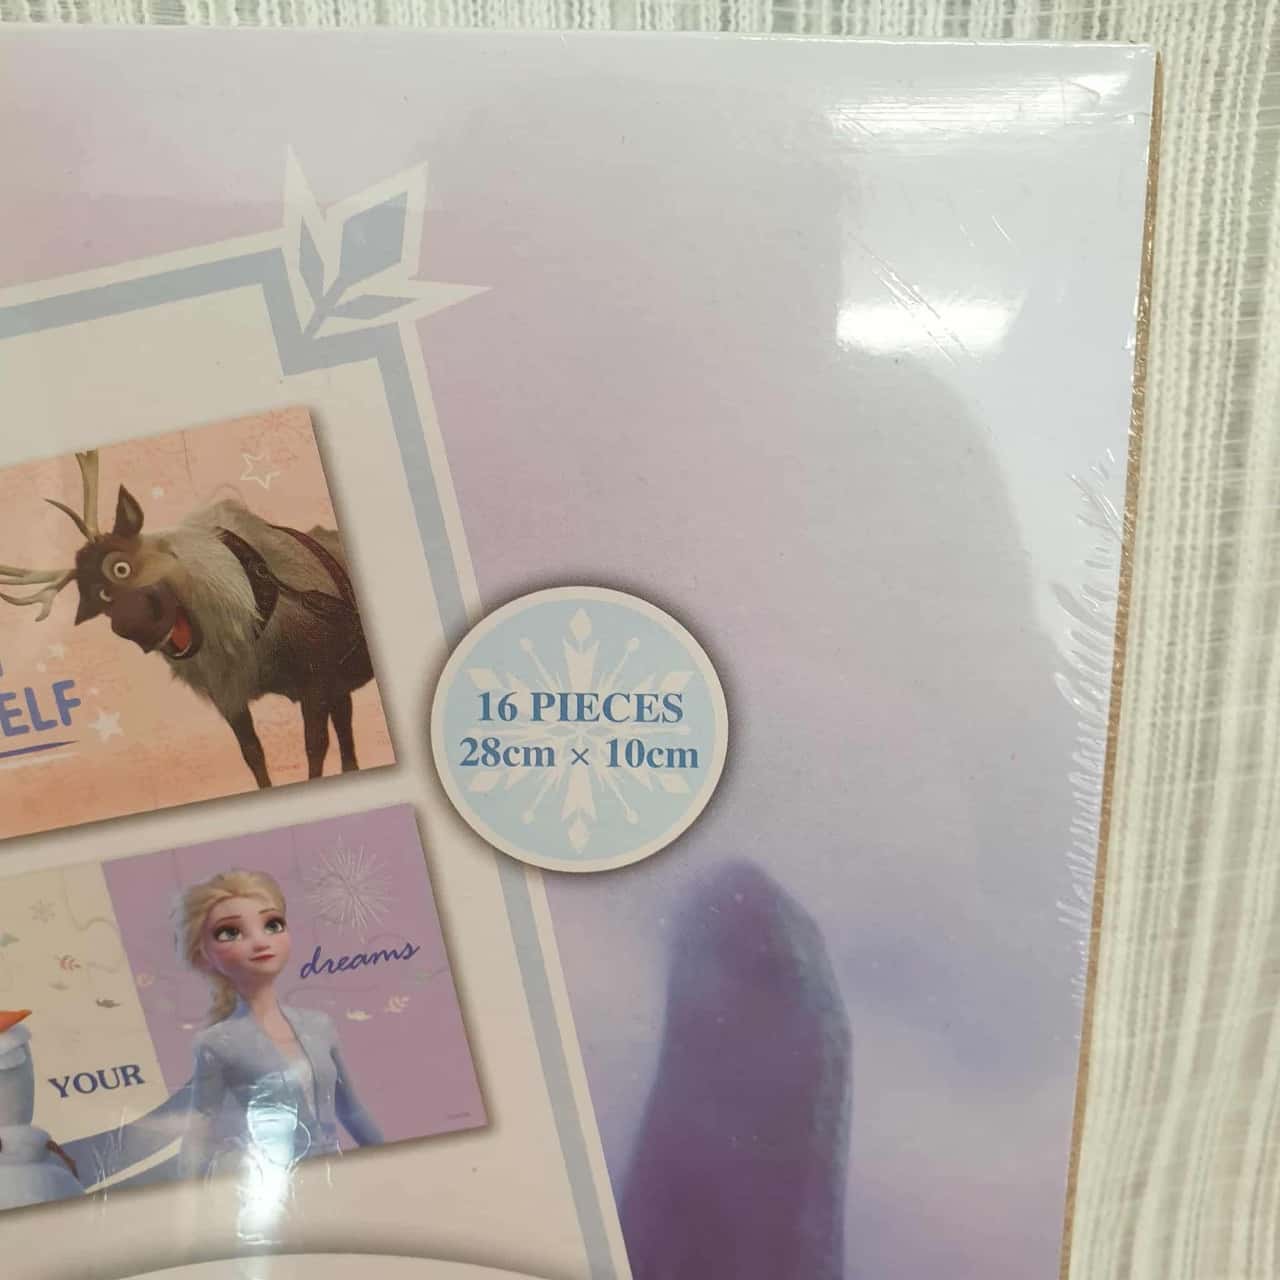 ELF
16 PIECES
28cm × 10cm
dreams
YOUR